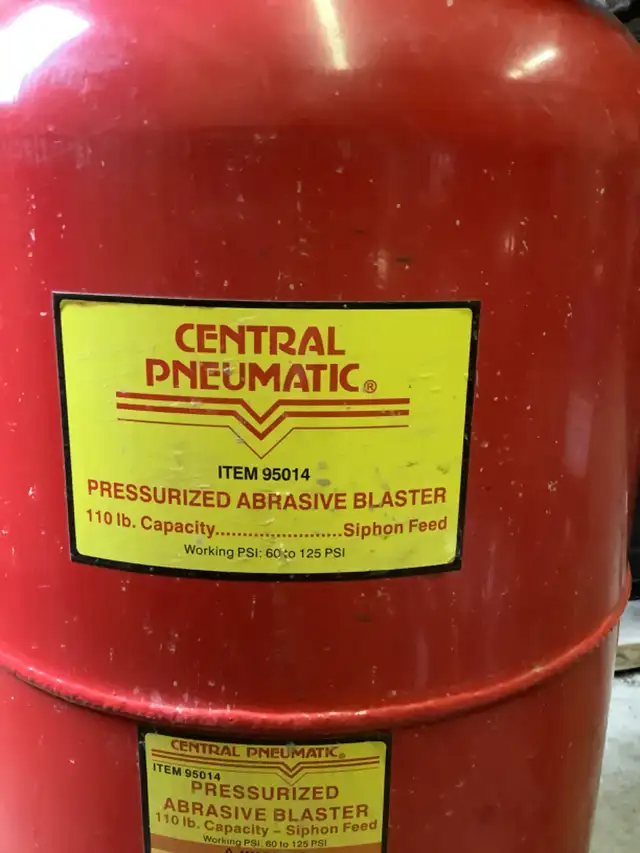 CENTRAL
PNEUMATIC®
ITEM 95014
PRESSURIZED ABRASIVE BLASTER
110 lb. Capacity.......................Siphon Feed
Working PSI: 60 to 125 PSI
CENTRAL PNEUMATIC®
ITEM 95014
PRESSURIZED
ABRASIVE BLASTER
110 lb. Capacity – Siphon Feed
Working PSI: 60 to 125 PSI